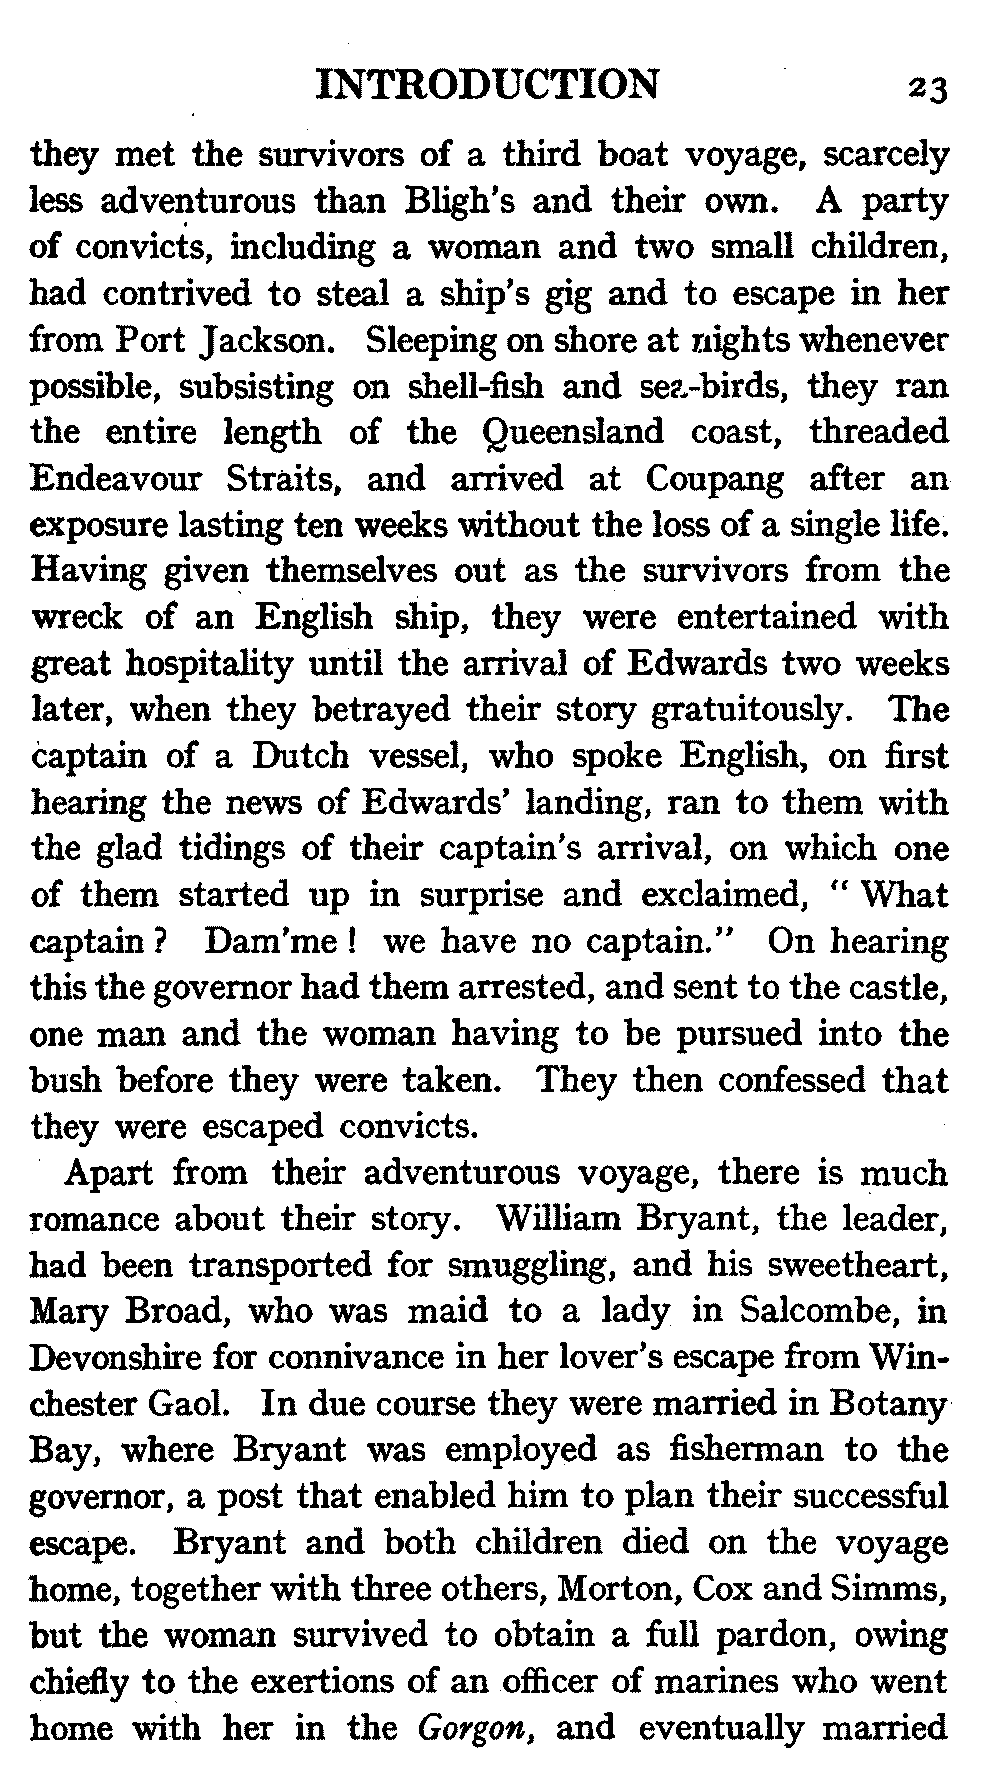 INTRODUCTION 23
they met the survivors of a third boat voyage, scarcely
less adventurous than Bligh's and their own. A party
of convicts, including a woman and two small children,
had contrived to steal a ship's gig and to escape in her
from Port Jackson. Sleeping on shore at nights whenever
possible, subsisting on shell-fish and sea-birds, they ran
the entire length of the Queensland coast, threaded
Endeavour Straits, and arrived at Coupang after an
exposure lasting ten weeks without the loss of a single life.
Having given themselves out as the survivors from the
wreck of an English ship, they were entertained with
great hospitality until the arrival of Edwards two weeks
later, when they betrayed their story gratuitously. The
captain of a Dutch vessel, who spoke English, on first
hearing the news of Edwards' landing, ran to them with
the glad tidings of their captain's arrival, on which one
of them started up in surprise and exclaimed, " What
captain ? Dam'me ! we have no captain." On hearing
this the governor had them arrested, and sent to the castle,
one man and the woman having to be pursued into the
bush before they were taken. They then confessed that
they were escaped convicts.
Apart from their adventurous voyage, there is much
romance about their story. William Bryant, the leader,
had been transported for smuggling, and his sweetheart,
Mary Broad, who was maid to a lady in Salcombe, in
Devonshire for connivance in her lover's escape from Win-
chester Gaol. In due course they were married in Botany
Bay, where Bryant was employed as fisherman to the
governor, a post that enabled him to plan their successful
escape. Bryant and both children died on the voyage
home, together with three others, Morton, Cox and Simms,
but the woman survived to obtain a full pardon, owing
chiefly to the exertions of an officer of marines who went
home with her in the Gorgon, and eventually married